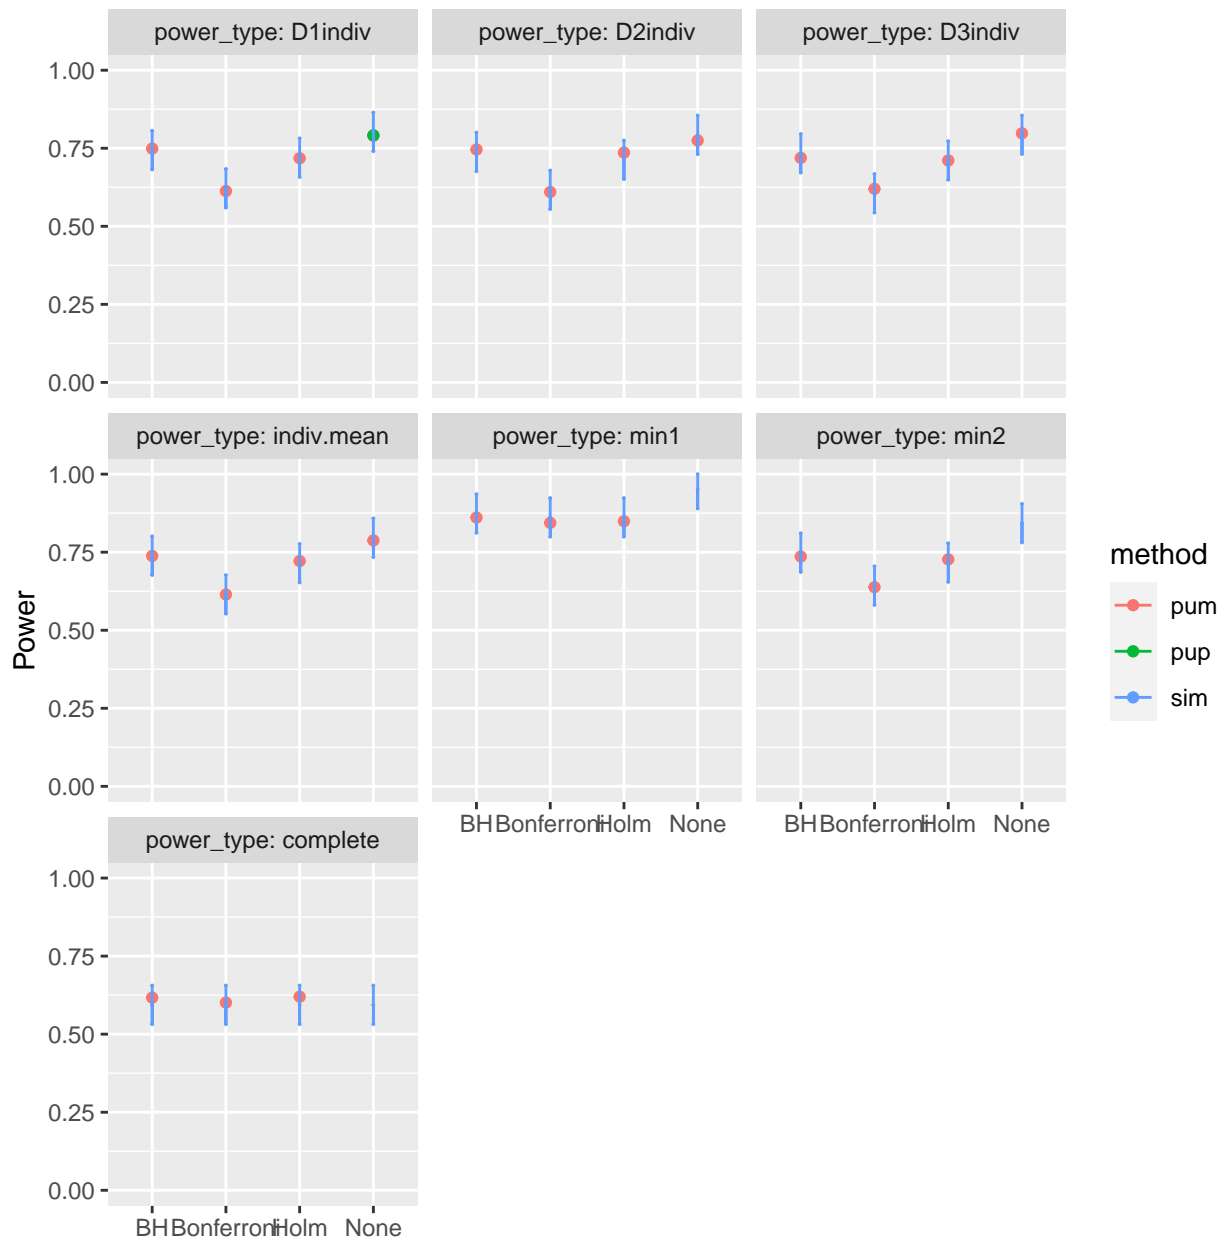 power_type: D1indiv power_type: D2indiv power_type: D3indiv
1.00
0.75
0.50
0.25
0.00
power_type: indiv.mean power_type: min1 power_type: min2
1.00
0.75
0.50
0.25
0.00
Power
BH Bonferroni Holm None BH Bonferroni Holm None
method
pum
pup
sim
power_type: complete
1.00
0.75
0.50
0.25
0.00
BH Bonferroni Holm None